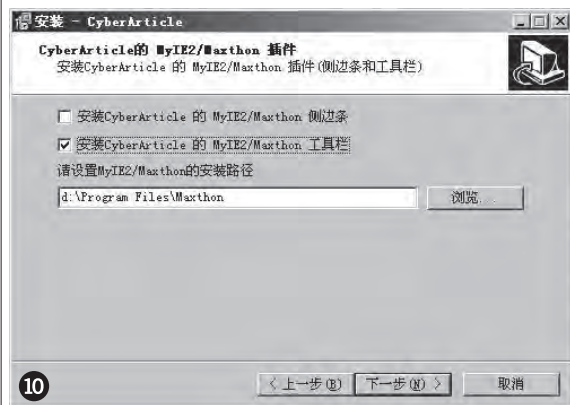 安装 - CyberArticle
CyberArticle的 MyIE2/Maxthon 插件
安装CyberArticle 的 MyIE2/Maxthon 插件(侧边条和工具栏)
安装CyberArticle 的 MyIE2/Maxthon 侧边条
安装CyberArticle 的 MyIE2/Maxthon 工具栏
请设置MyIE2/Maxthon的安装路径
d:\Program Files\Maxthon
浏览...
10
< 上一步(B)
下一步(N) >
取消